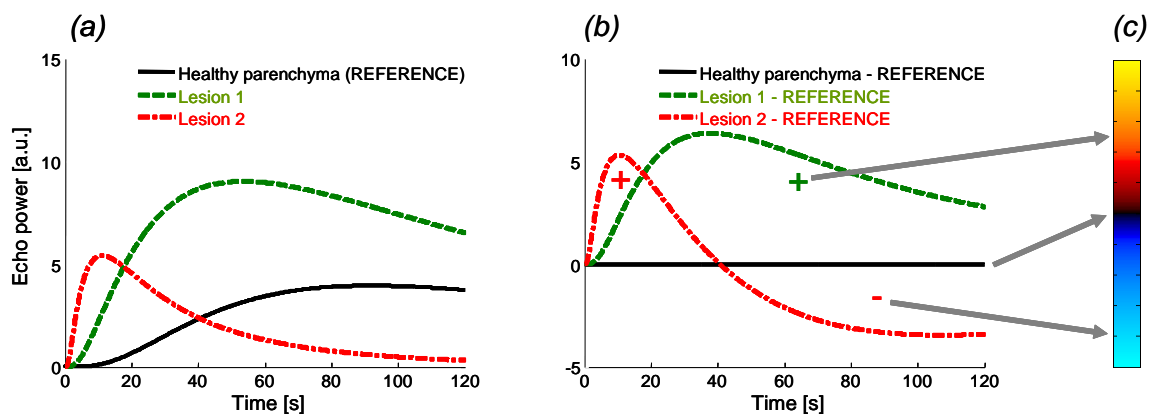 (a)
15
Healthy parenchyma (REFERENCE)
Lesion 1
Lesion 2
10
5
0
Echo power [a.u.]
0 20 40 60 80 100 120
Time [s]
(b)
10
Healthy parenchyma - REFERENCE
Lesion 1 - REFERENCE
Lesion 2 - REFERENCE
5
+ +
0
-
-5
0 20 40 60 80 100 120
Time [s]
(c)